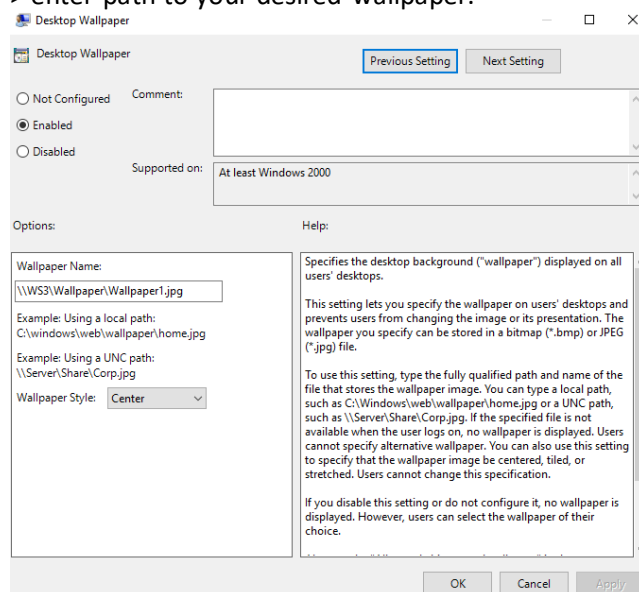 > enter path to your desired wallpaper.
Desktop Wallpaper
Desktop Wallpaper
Previous Setting
Next Setting
Not Configured
Enabled
Disabled
Comment:
Supported on:
At least Windows 2000
Options:
Help:
Wallpaper Name:
\\WS3\Wallpaper\Wallpaper1.jpg
Example: Using a local path:
C:\windows\web\wallpaper\home.jpg
Example: Using a UNC path:
\\Server\Share\Corp.jpg
Wallpaper Style:
Center
Specifies the desktop background ("wallpaper") displayed on all
users' desktops.
This setting lets you specify the wallpaper on users' desktops and
prevents users from changing the image or its presentation. The
wallpaper you specify can be stored in a bitmap (*.bmp) or JPEG
(*.jpg) file.
To use this setting, type the fully qualified path and name of the
file that stores the wallpaper image. You can type a local path,
such as C:\Windows\web\wallpaper\home.jpg or a UNC path,
such as \\Server\Share\Corp.jpg. If the specified file is not
available when the user logs on, no wallpaper is displayed. Users
cannot specify alternative wallpaper. You can also use this setting
to specify that the wallpaper image be centered, tiled, or
stretched. Users cannot change this specification.
If you disable this setting or do not configure it, no wallpaper is
displayed. However, users can select the wallpaper of their
choice.
OK
Cancel
Apply